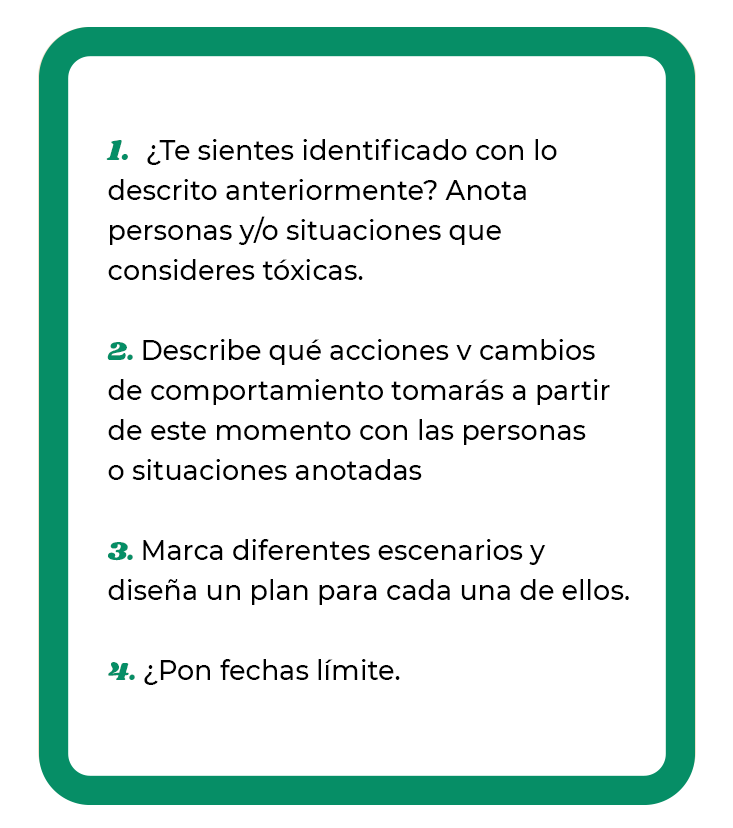 1. ¿Te sientes identificado con lo
descrito anteriormente? Anota
personas y/o situaciones que
consideres tóxicas.
2. Describe qué acciones v cambios
de comportamiento tomarás a partir
de este momento con las personas
o situaciones anotadas
3. Marca diferentes escenarios y
diseña un plan para cada una de ellos.
4. ¿Pon fechas límite.